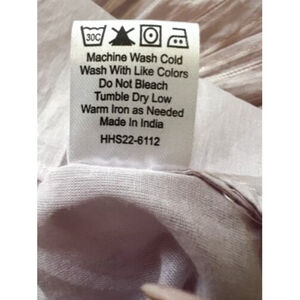 30C
Machine Wash Cold
Wash With Like Colors
Do Not Bleach
Tumble Dry Low
Warm Iron as Needed
Made In India
HHS22-6112